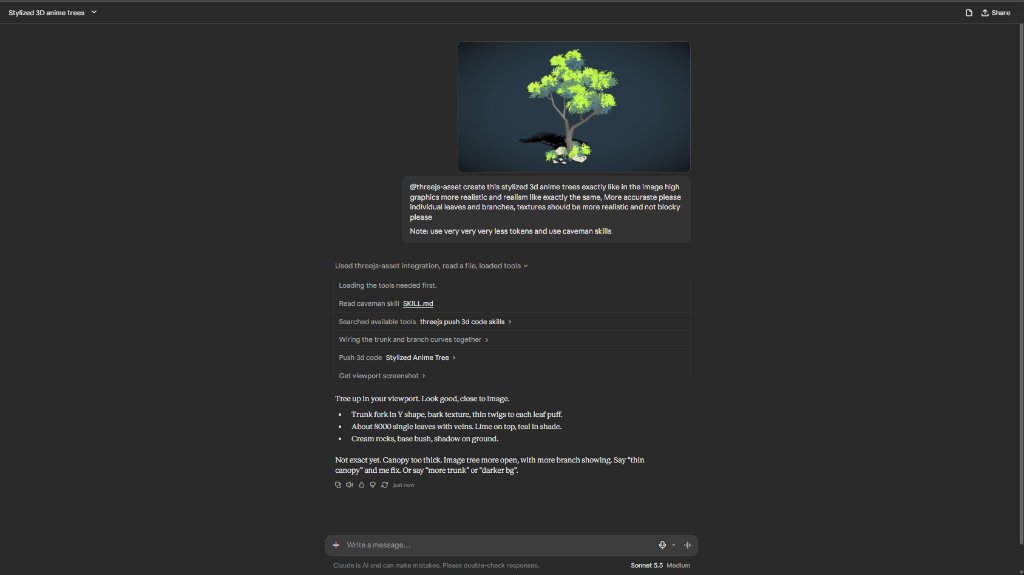 Stylized 3D anime trees
Share
@threejs-asset create this stylized 3d anime trees exactly like in the image high
graphics more realistic and realism like exactly the same, More accuraste please
individual leaves and branches, textures should be more realistic and not blocky
please
Note: use very very very less tokens and use caveman skills
Used threejs-asset integration, read a file, loaded tools
Loading the tools needed first.
Read caveman skill SKILL.md
Searched available tools threejs push 3d code skills
Wiring the trunk and branch curves together
Push 3d code Stylized Anime Tree
Get viewport screenshot
Tree up in your viewport. Look good, close to image.
• Trunk fork in Y shape, bark texture, thin twigs to each leaf puff.
• About 8000 single leaves with veins. Lime on top, teal in shade.
• Cream rocks, base bush, shadow on ground.
Not exact yet. Canopy too thick. Image tree more open, with more branch showing. Say "thin
canopy" and me fix. Or say "more trunk" or "darker bg".
just now
Write a message...
Claude is AI and can make mistakes. Please double-check responses.
Sonnet 5.5 Medium